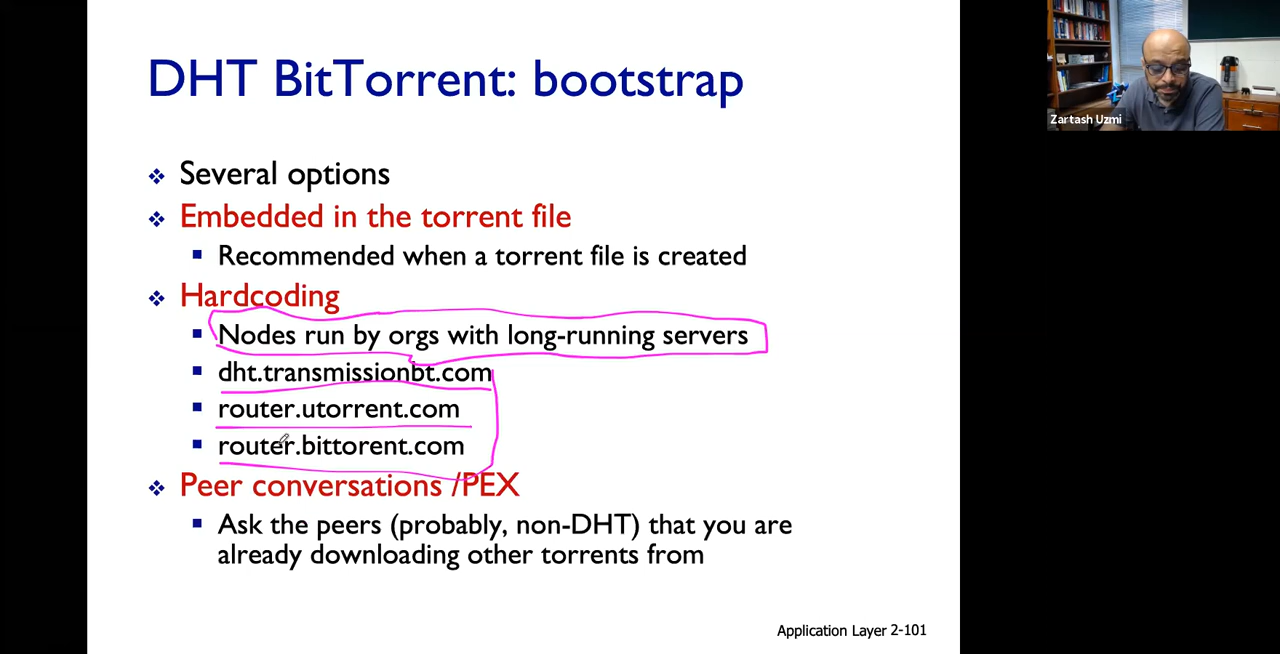 DHT BitTorrent: bootstrap
Zartash Uzmi
Several options
Embedded in the torrent file
Recommended when a torrent file is created
Hardcoding
Nodes run by orgs with long-running servers
dht.transmissionbt.com
router.utorrent.com
router.bittorent.com
Peer conversations /PEX
Ask the peers (probably, non-DHT) that you are
already downloading other torrents from
Application Layer 2-101